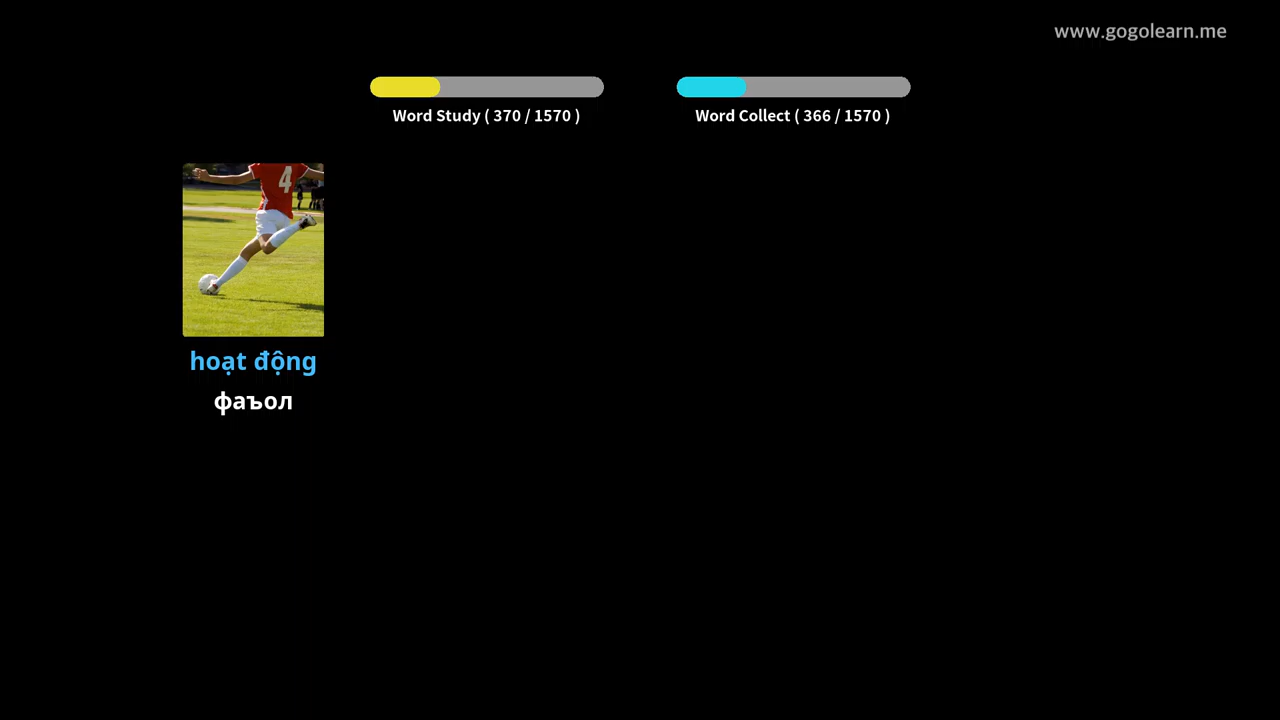 www.gogolearn.me
Word Study ( 370 / 1570 )
Word Collect ( 366 / 1570 )
4
hoạt động
фаъол